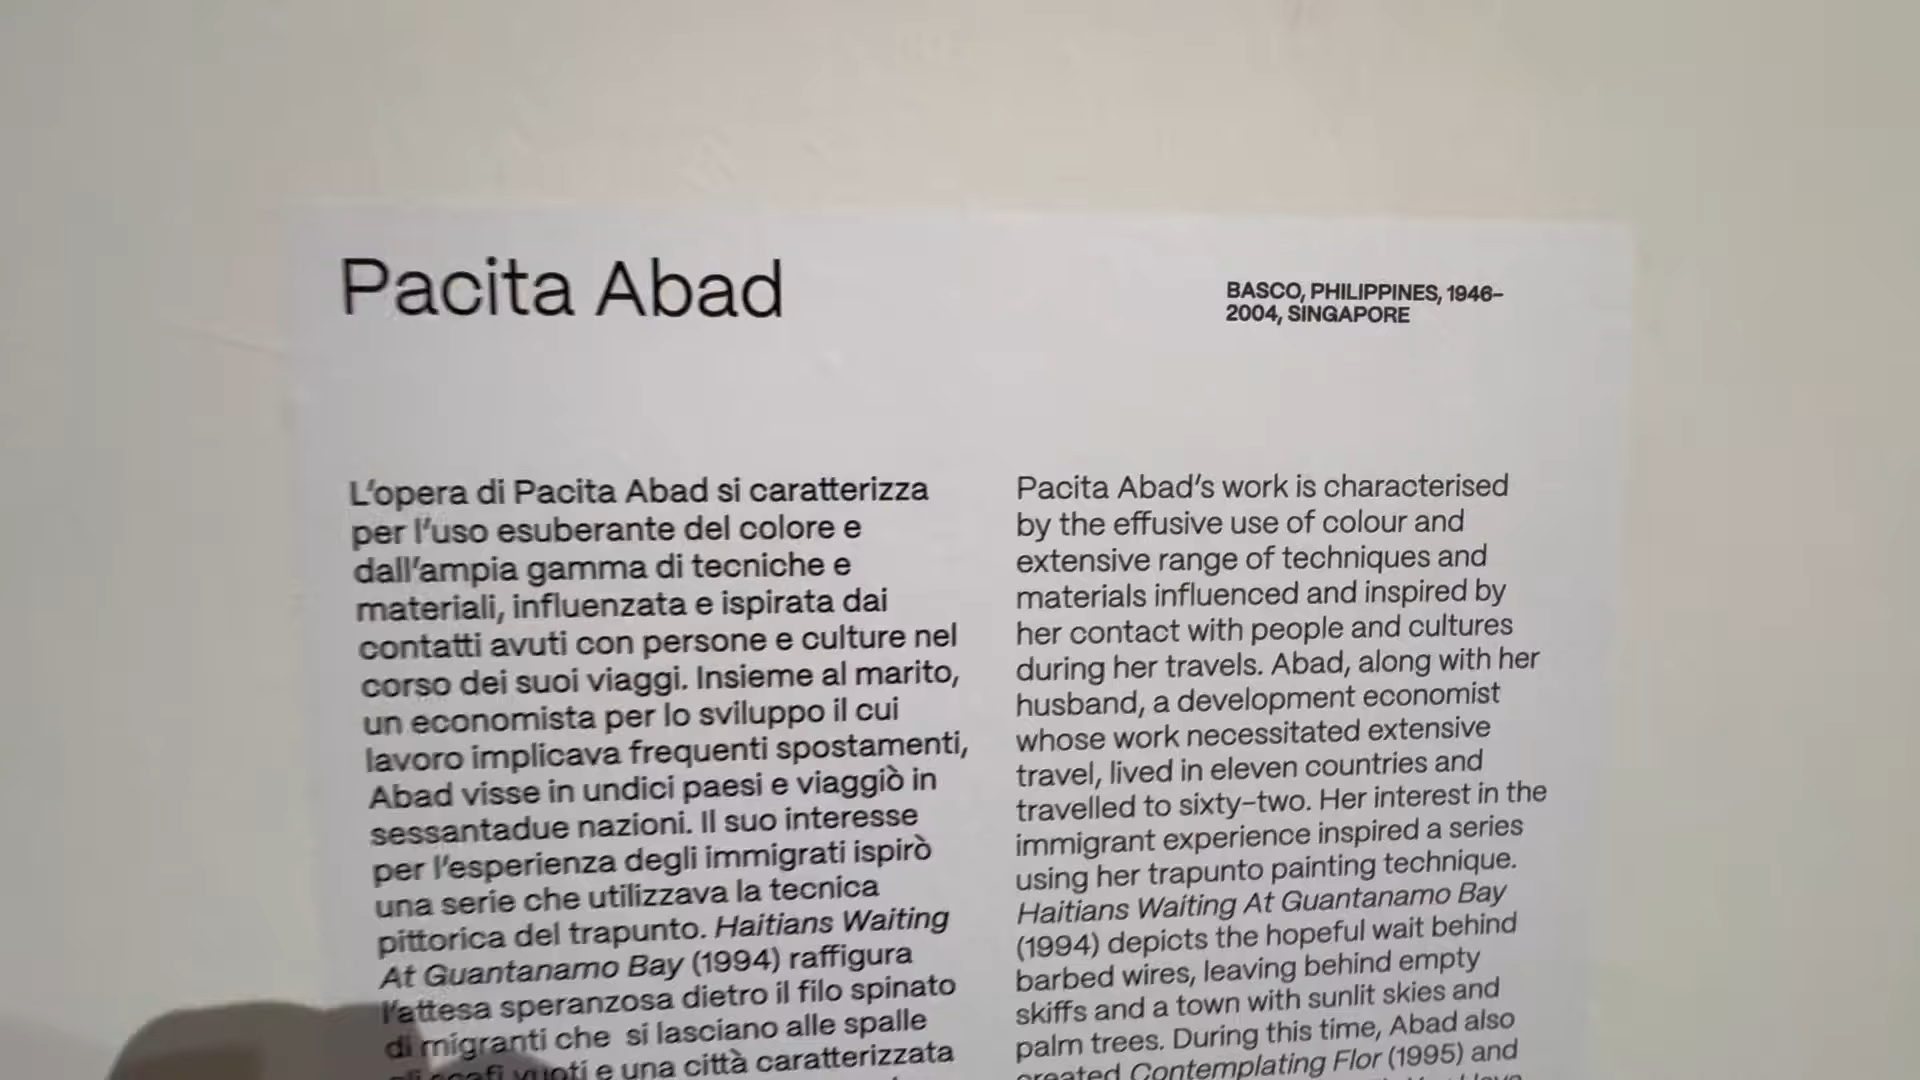 Pacita Abad
BASCO, PHILIPPINES, 1946–
2004, SINGAPORE
L'opera di Pacita Abad si caratterizza
per l'uso esuberante del colore e
dall'ampia gamma di tecniche e
materiali, influenzata e ispirata dai
contatti avuti con persone e culture nel
corso dei suoi viaggi. Insieme al marito,
un economista per lo sviluppo il cui
lavoro implicava frequenti spostamenti,
Abad visse in undici paesi e viaggiò in
sessantadue nazioni. Il suo interesse
per l'esperienza degli immigrati ispirò
una serie che utilizzava la tecnica
pittorica del trapunto. Haitians Waiting
At Guantanamo Bay (1994) raffigura
l'attesa speranzosa dietro il filo spinato
di migranti che si lasciano alle spalle
vuoti e una città caratterizzata
Pacita Abad's work is characterised
by the effusive use of colour and
extensive range of techniques and
materials influenced and inspired by
her contact with people and cultures
during her travels. Abad, along with her
husband, a development economist
whose work necessitated extensive
travel, lived in eleven countries and
travelled to sixty-two. Her interest in the
immigrant experience inspired a series
using her trapunto painting technique.
Haitians Waiting At Guantanamo Bay
(1994) depicts the hopeful wait behind
barbed wires, leaving behind empty
skiffs and a town with sunlit skies and
palm trees. During this time, Abad also
created Contemplating Flor (1995) and